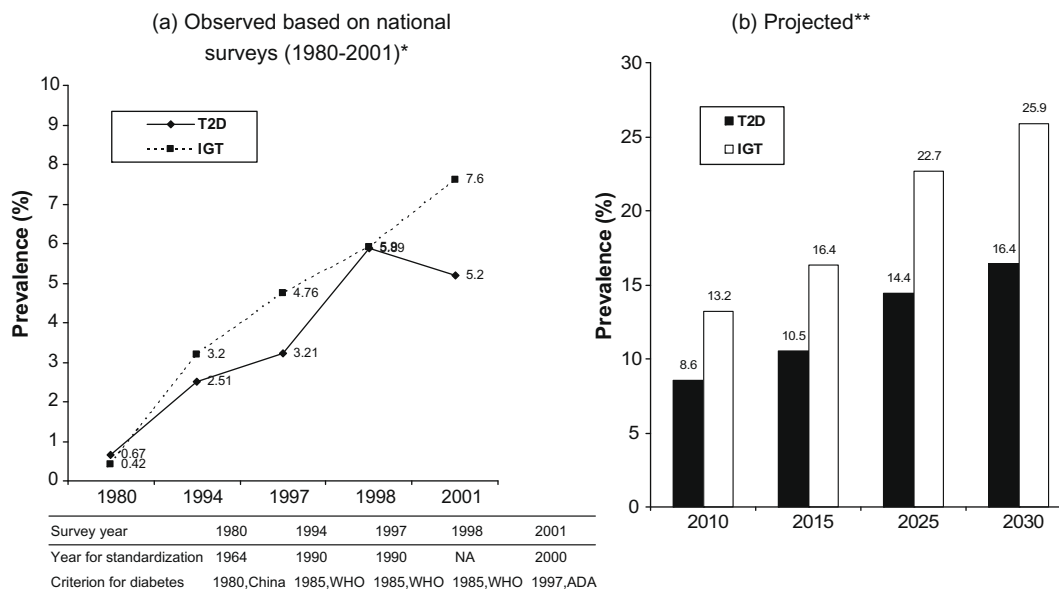 (a) Observed based on national
surveys (1980-2001)*
Prevalence (%)
10
9
8
7
6
5
4
3
2
1
0
T2D
IGT
0.67
0.42
3.2
2.51
4.76
3.21
5.9
5.89
7.6
5.2
1980 1994 1997 1998 2001
Survey year 1980 1994 1997 1998 2001
Year for standardization 1964 1990 1990 NA 2000
Criterion for diabetes 1980,China 1985,WHO 1985,WHO 1985,WHO 1997,ADA
(b) Projected**
Prevalence (%)
30
25
20
15
10
5
0
T2D
IGT
8.6
13.2
10.5
16.4
14.4
22.7
16.4
25.9
2010 2015 2025 2030